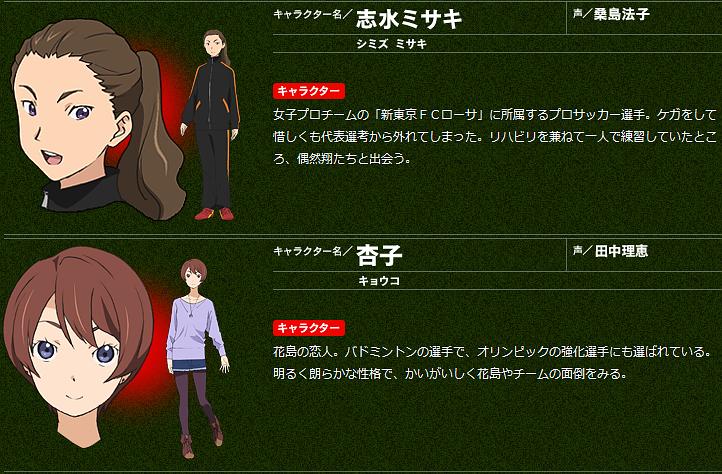 キャラクター名／志水ミサキ
声／桑島法子
シミズ ミサキ
キャラクター
女子プロチームの「新東京ＦＣローサ」に所属するプロサッカー選手。ケガをして
惜しくも代表選考から外れてしまった。リハビリを兼ねて一人で練習していたとこ
ろ、偶然翔たちと出会う。
キャラクター名／杏子
声／田中理恵
キョウコ
キャラクター
花島の恋人。バドミントンの選手で、オリンピックの強化選手にも選ばれている。
明るく朗らかな性格で、かいがいしく花島やチームの面倒をみる。